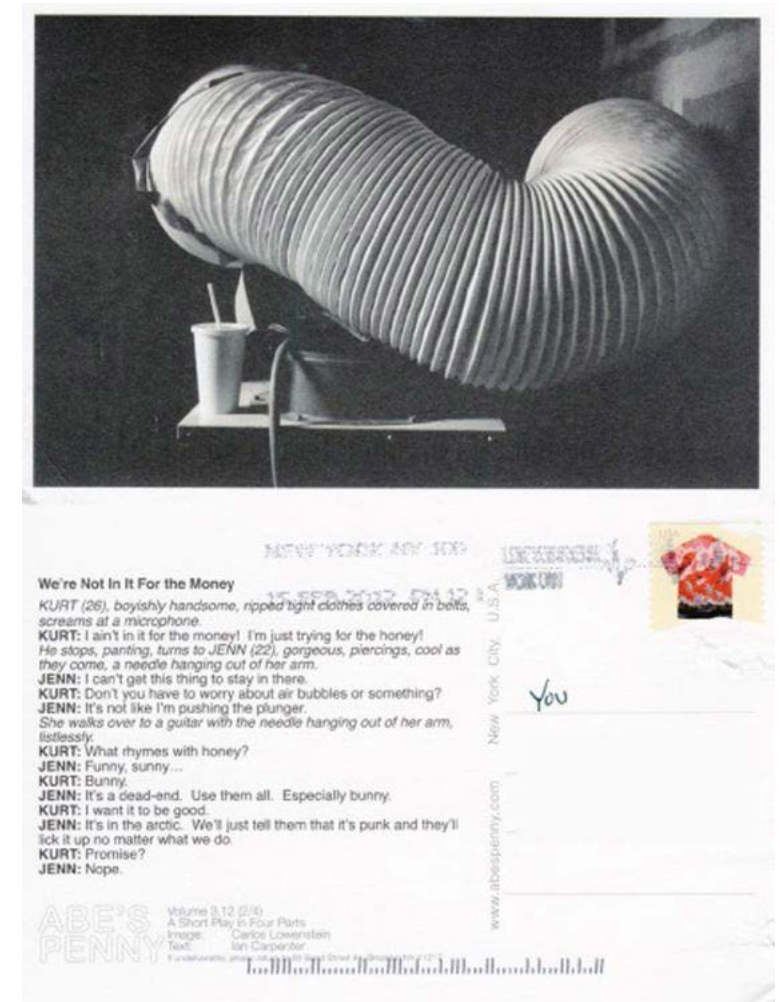 NEW YORK NY 100
15 SEP 2012 PM 12
USA
We're Not In It For the Money
KURT (26), boyishly handsome, ripped tight clothes covered in belts,
screams at a microphone.
KURT: I ain't in it for the money! I'm just trying for the honey!
He stops, panting, turns to JENN (22), gorgeous, piercings, cool as
they come, a needle hanging out of her arm.
JENN: I can't get this thing to stay in there.
KURT: Don't you have to worry about air bubbles or something?
JENN: It's not like I'm pushing the plunger.
She walks over to a guitar with the needle hanging out of her arm,
listlessly.
KURT: What rhymes with honey?
JENN: Funny, sunny...
KURT: Bunny.
JENN: It's a dead-end. Use them all. Especially bunny.
KURT: I want it to be good.
JENN: It's in the arctic. We'll just tell them that it's punk and they'll
lick it up no matter what we do.
KURT: Promise?
JENN: Nope.
You
www.abespenny.com New York City, U.S.A.
ABE'S
PENNY
Volume 3.12 (2/4)
A Short Play in Four Parts
Image: Carlos Lowenstein
Text: Ian Carpenter
If undeliverable, please